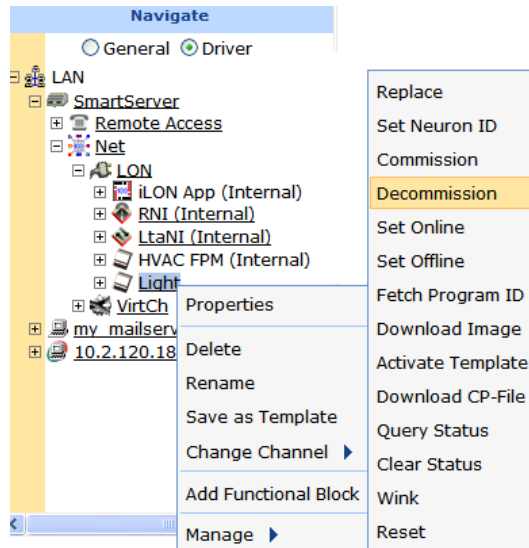 Navigate
General Driver
LAN
SmartServer
Remote Access
Net
LON
iLON App (Internal)
RNI (Internal)
LtaNI (Internal)
HVAC FPM (Internal)
Light
VirtCh
my_mailserv
10.2.120.18
Properties
Delete
Rename
Save as Template
Change Channel
Add Functional Block
Manage
Replace
Set Neuron ID
Commission
Decommission
Set Online
Set Offline
Fetch Program ID
Download Image
Activate Template
Download CP-File
Query Status
Clear Status
Wink
Reset